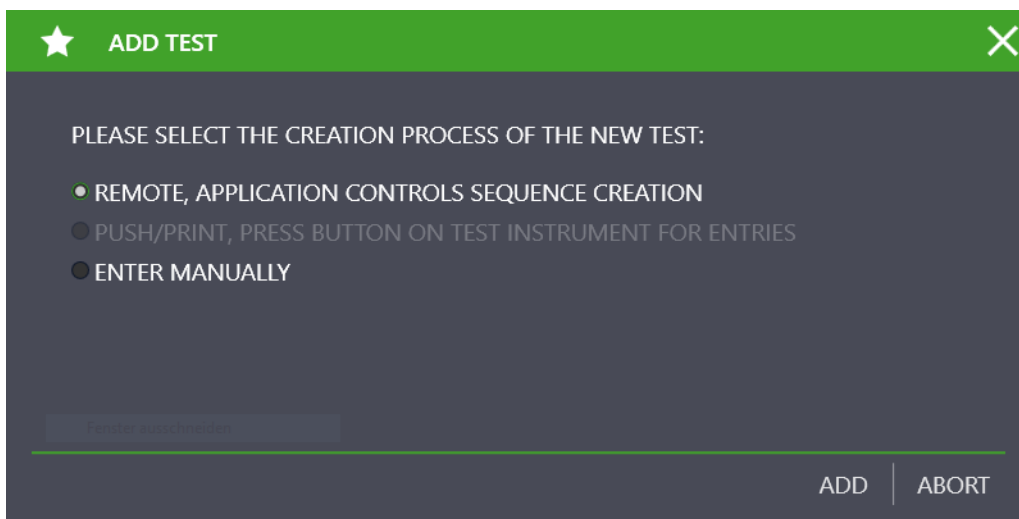 ADD TEST
PLEASE SELECT THE CREATION PROCESS OF THE NEW TEST:
REMOTE, APPLICATION CONTROLS SEQUENCE CREATION
PUSH/PRINT, PRESS BUTTON ON TEST INSTRUMENT FOR ENTRIES
ENTER MANUALLY
Fenster ausschneiden
ADD
ABORT